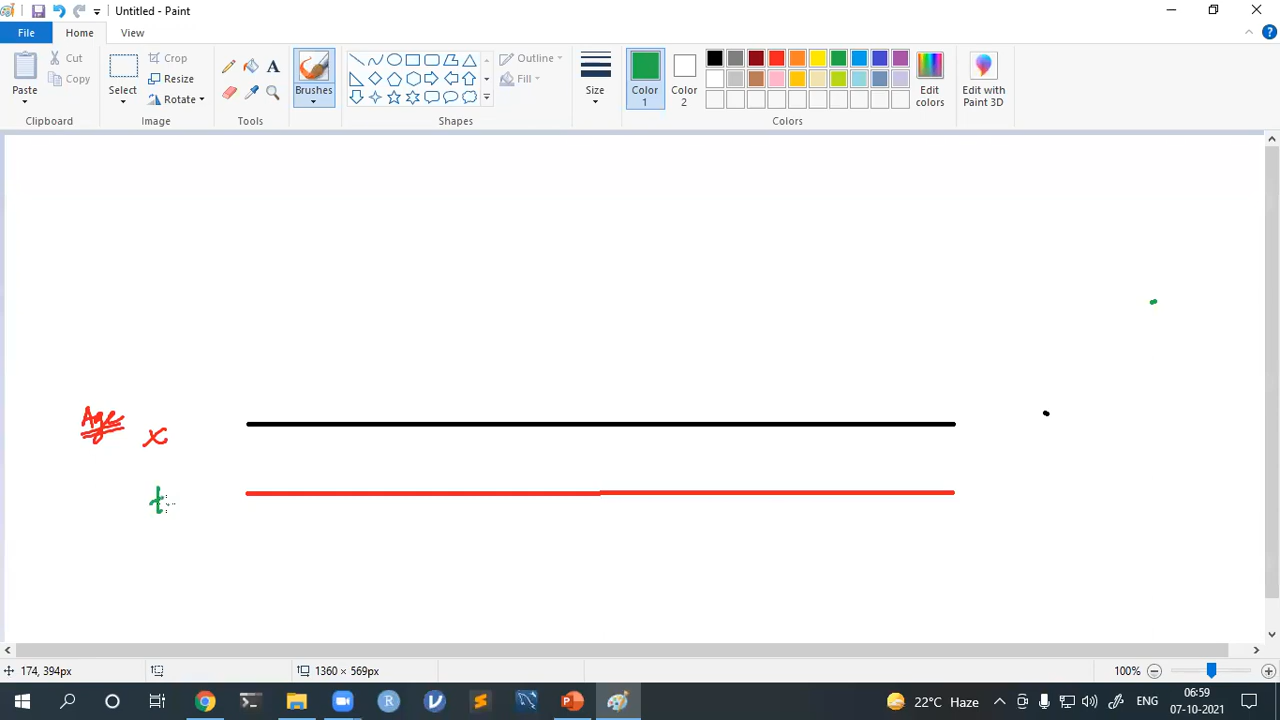 Untitled - Paint
File
Home
View
Paste
Cut
Copy
Clipboard
Select
Crop
Resize
Rotate
Image
A
Tools
Brushes
Outline
Fill
Shapes
Size
Color 1
Color 2
Edit colors
Colors
Edit with Paint 3D
Age
x
t
174, 394px
1360 × 569px
100%
22°C Haze
ENG
06:59
07-10-2021